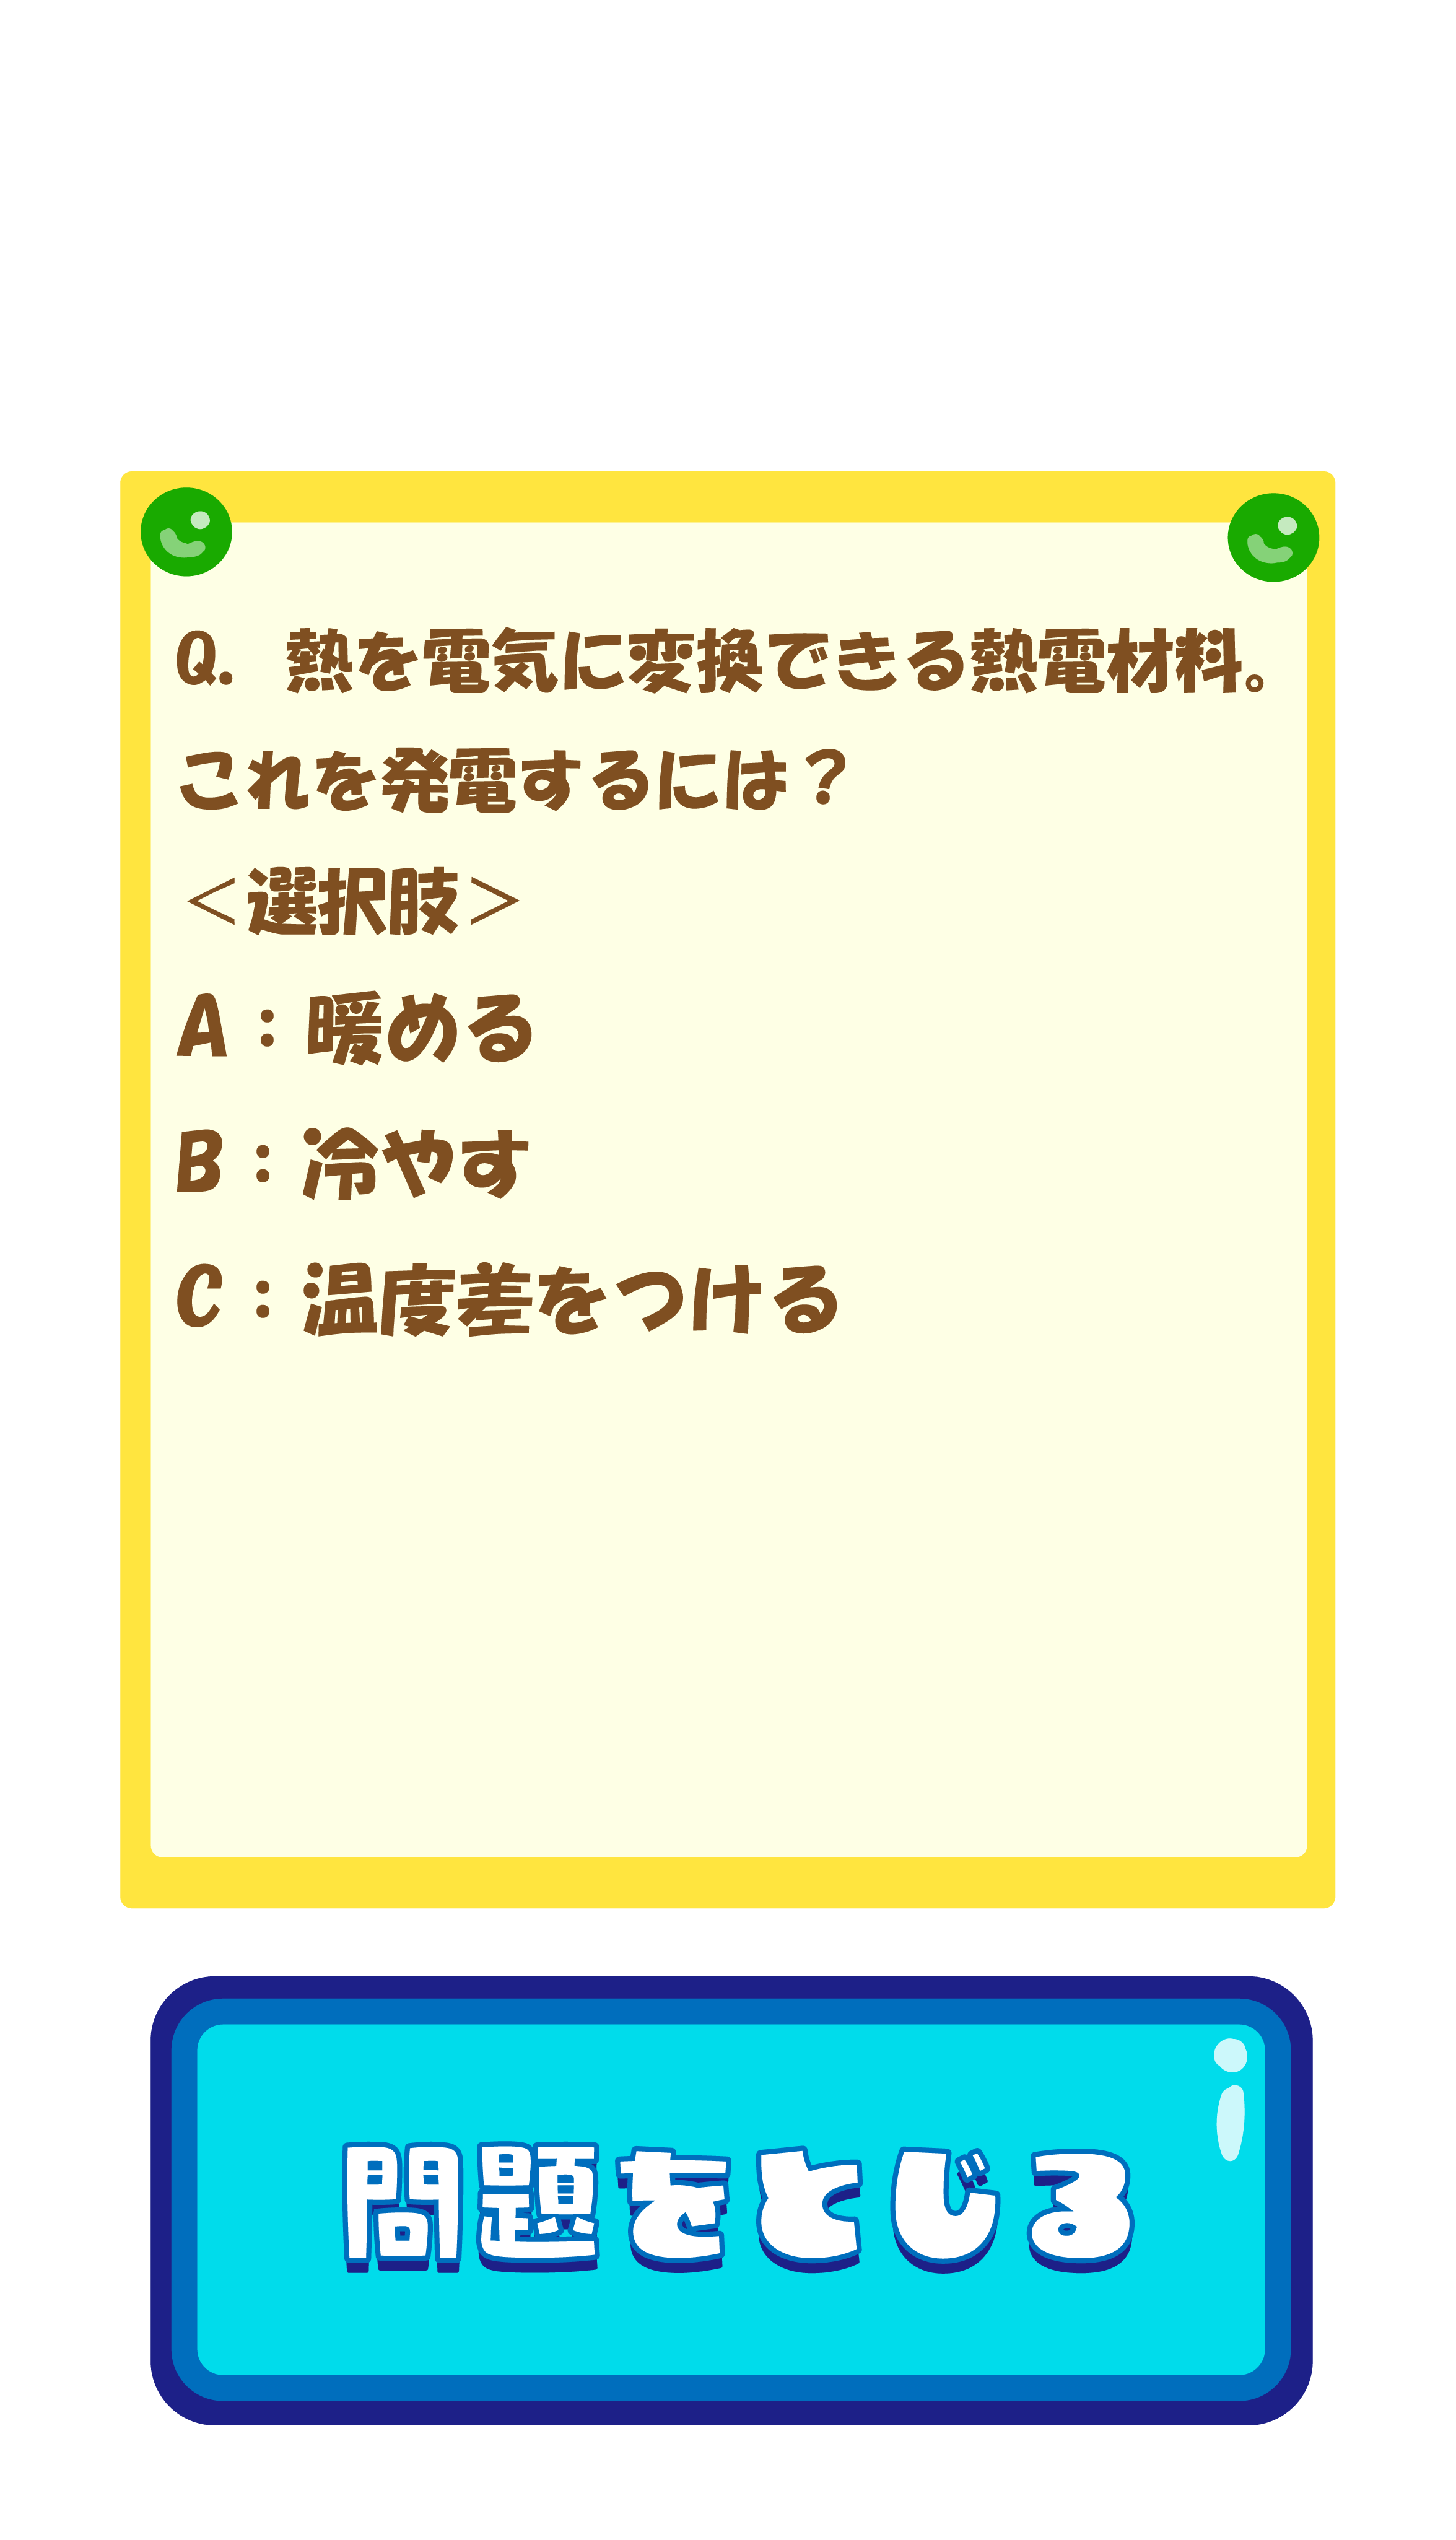 Q. 熱を電気に変換できる熱電材料。
これを発電するには？
＜選択肢＞
A：暖める
B：冷やす
C：温度差をつける
問題をとじる